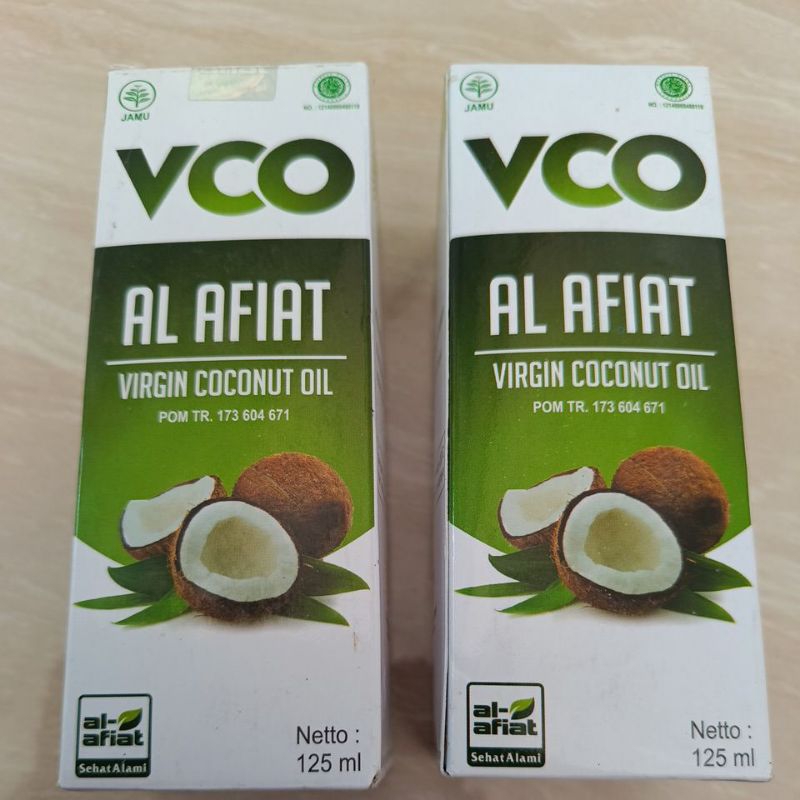 JAMU
VCO
AL AFIAT
VIRGIN COCONUT OIL
POM TR. 173 604 671
al-
afiat
Sehat Alami
Netto :
125 ml
JAMU
VCO
AL AFIAT
VIRGIN COCONUT OIL
POM TR. 173 604 671
al-
afiat
Sehat Alami
Netto :
125 ml